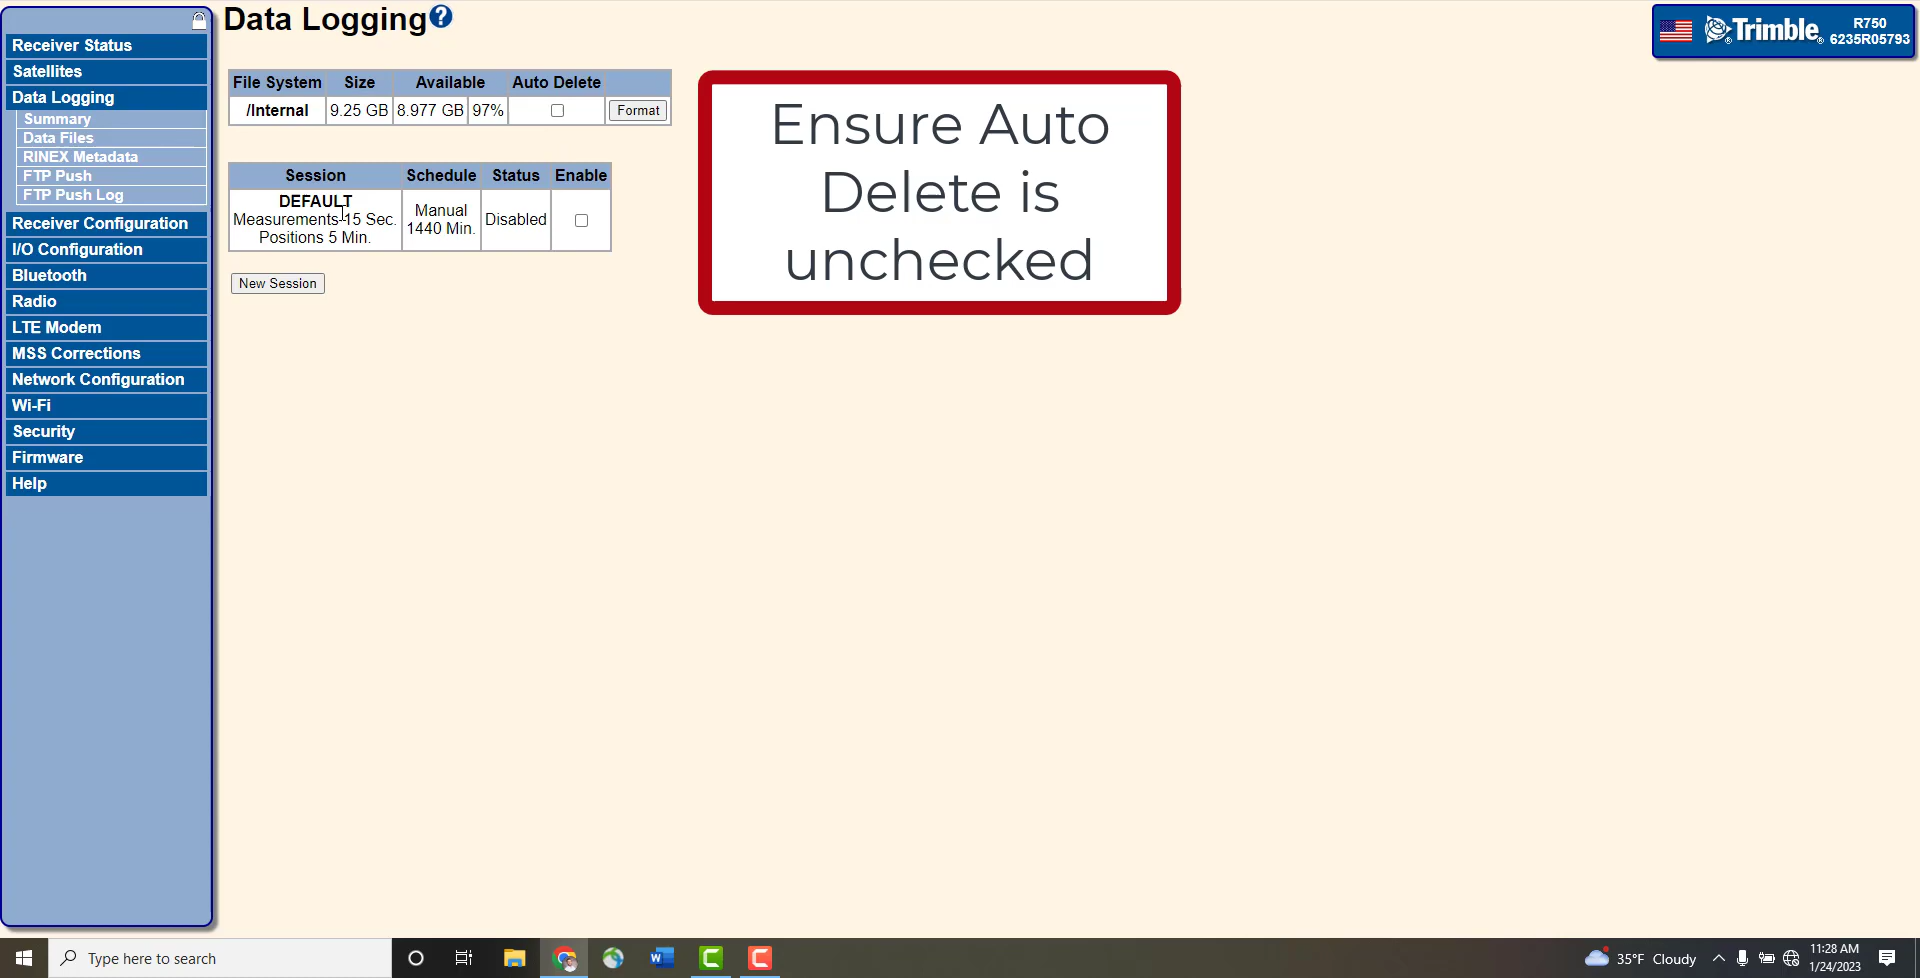 Data Logging
Receiver Status
Satellites
Data Logging
Summary
Data Files
RINEX Metadata
FTP Push
FTP Push Log
Receiver Configuration
I/O Configuration
Bluetooth
Radio
LTE Modem
MSS Corrections
Network Configuration
Wi-Fi
Security
Firmware
Help
File System Size Available Auto Delete
/Internal 9.25 GB 8.977 GB 97% Format
Session Schedule Status Enable
DEFAULT
Measurements 15 Sec.
Positions 5 Min.
Manual
1440 Min.
Disabled
New Session
Ensure Auto
Delete is
unchecked
Trimble
R750
6235R05793
Type here to search
35°F Cloudy
11:28 AM
1/24/2023